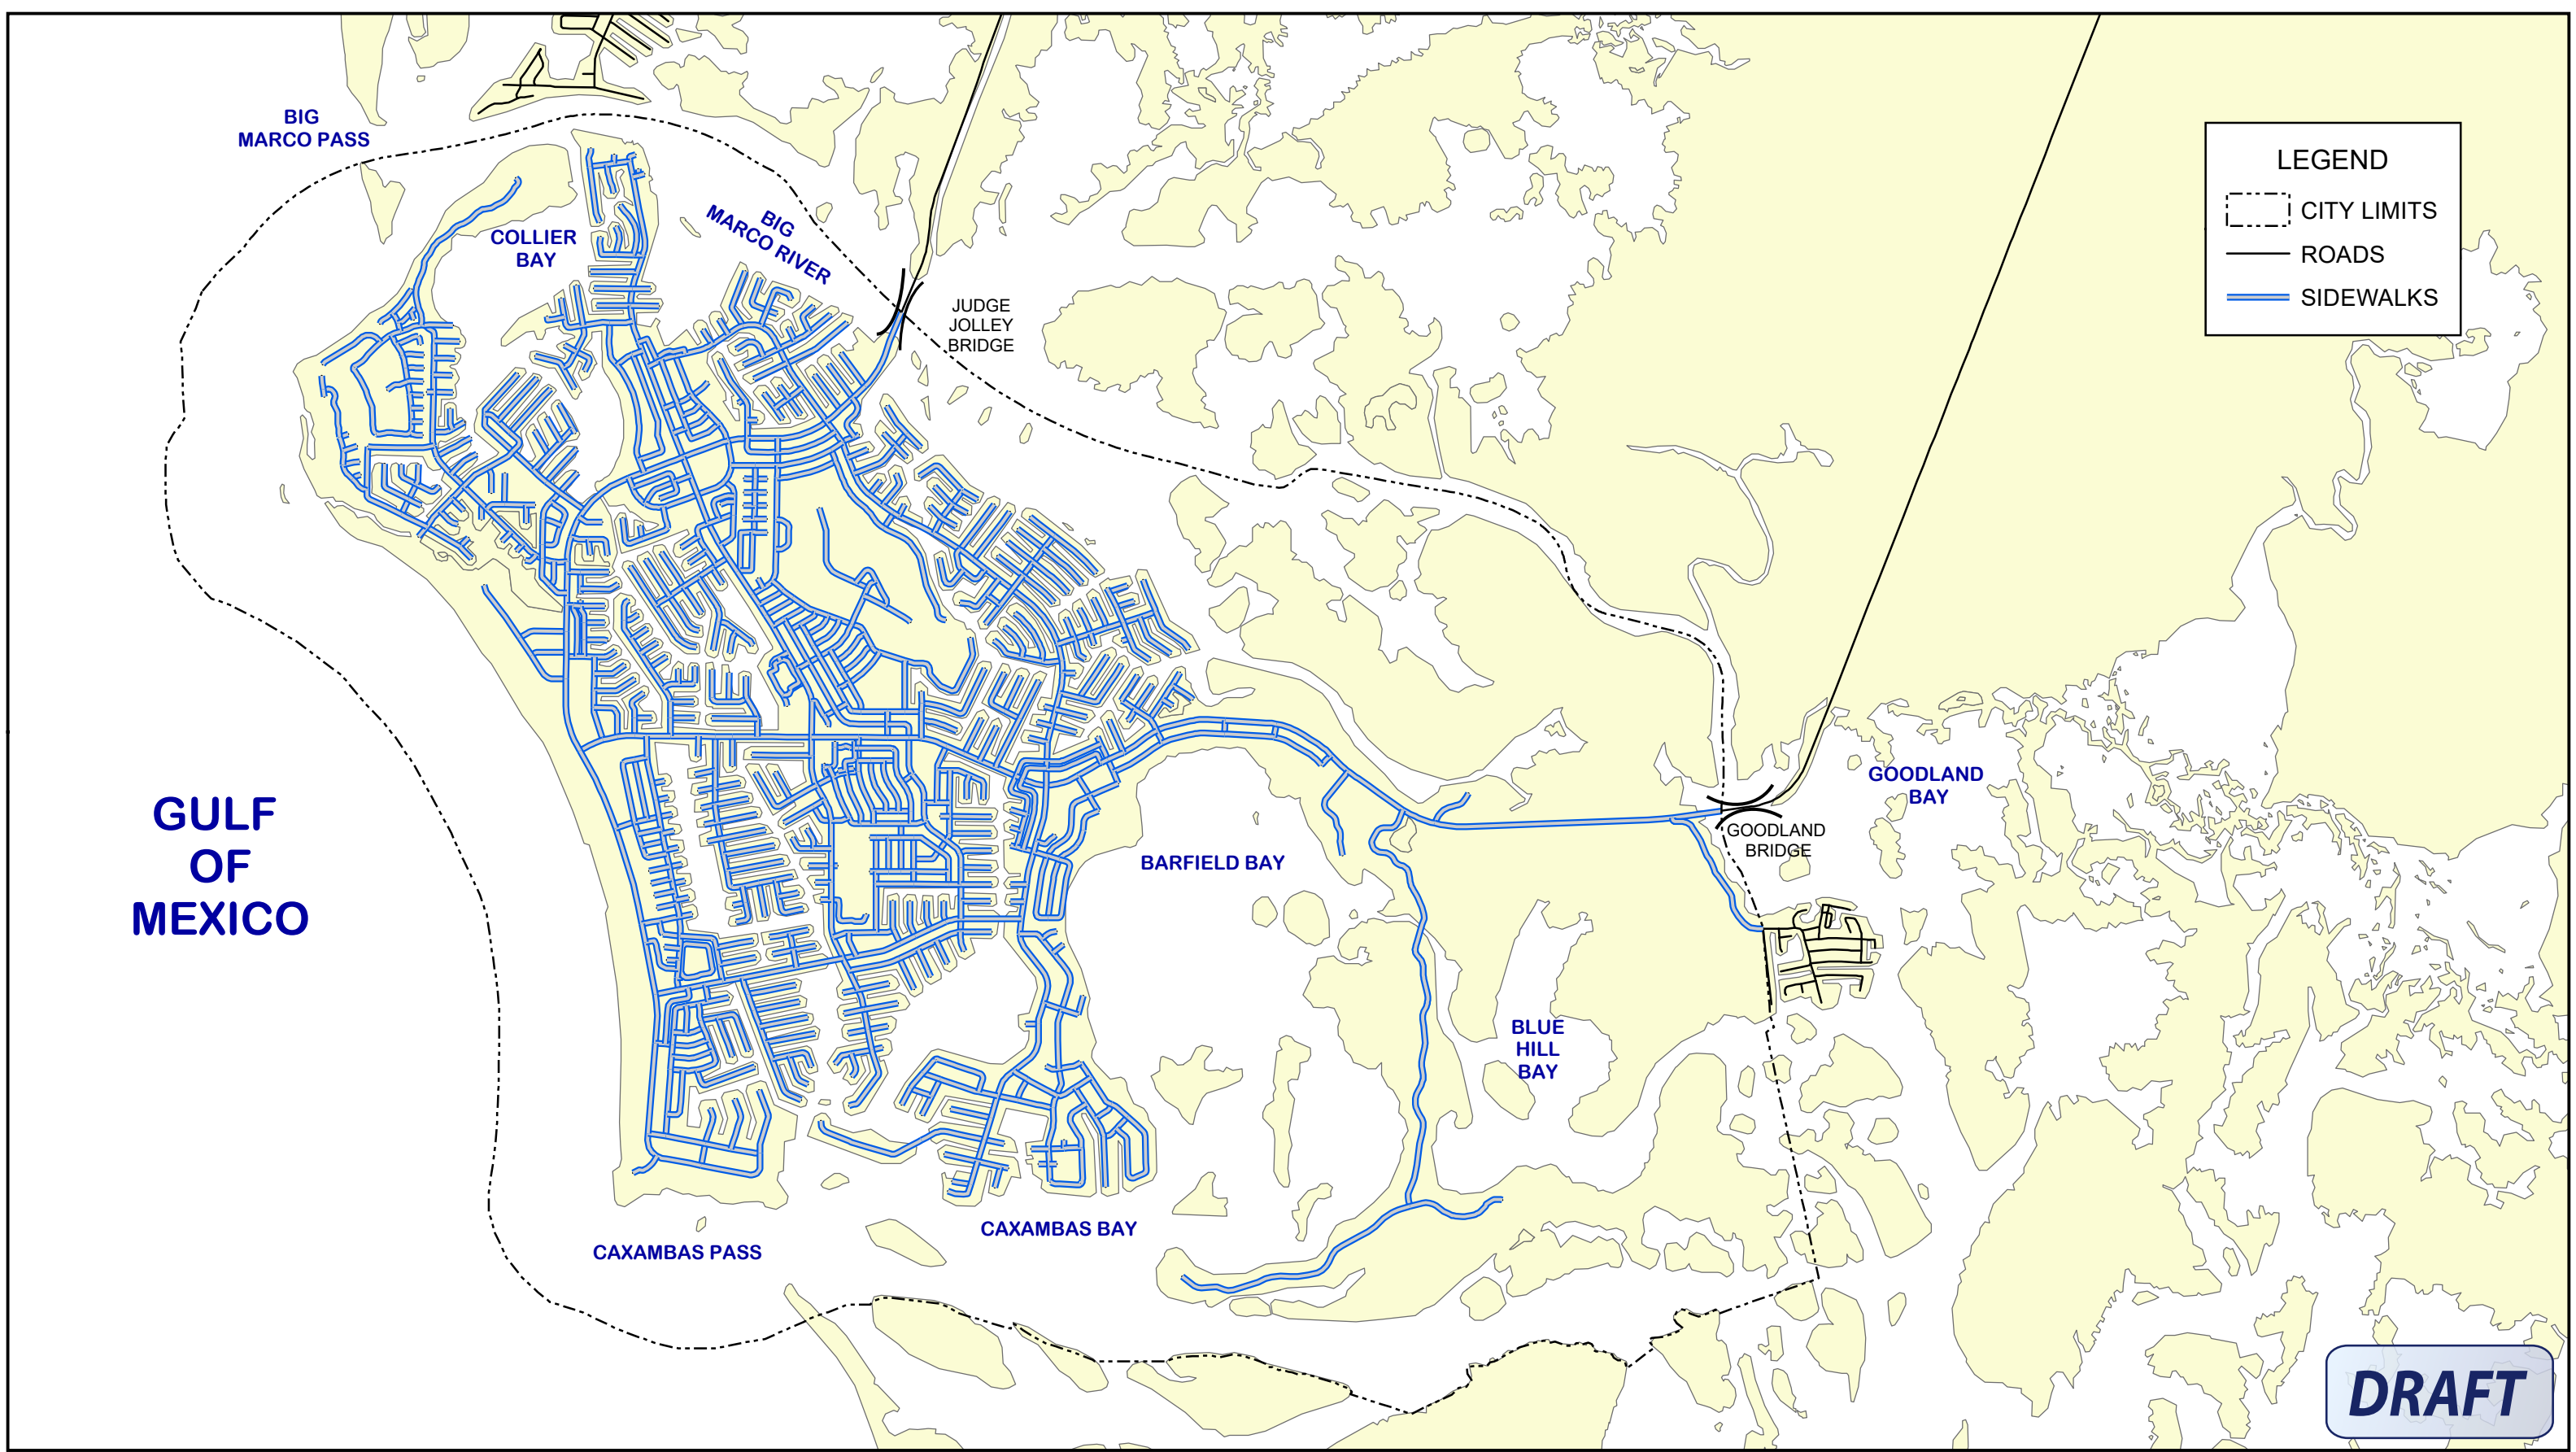 BIG
MARCO PASS
COLLIER
BAY
BIG
MARCO RIVER
JUDGE
JOLLEY
BRIDGE
LEGEND
CITY LIMITS
ROADS
SIDEWALKS
GULF
OF
MEXICO
BARFIELD BAY
GOODLAND
BAY
GOODLAND
BRIDGE
BLUE
HILL
BAY
CAXAMBAS BAY
CAXAMBAS PASS
DRAFT